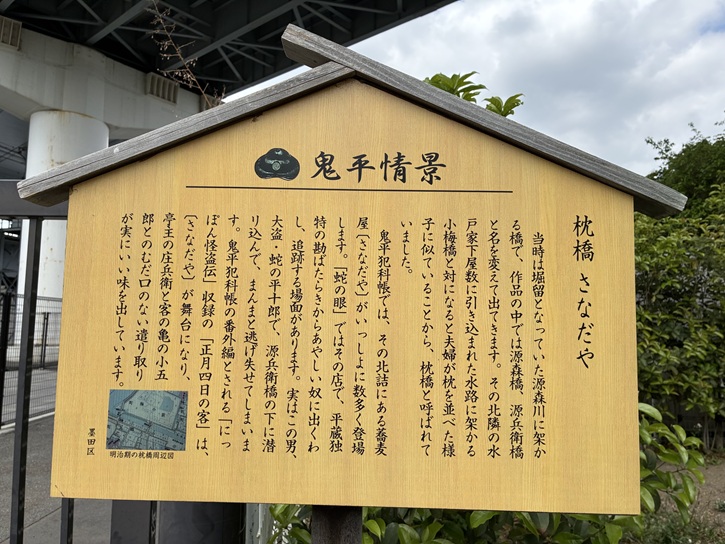 鬼平情景
枕橋 さなだや
当時は堀留となっていた源森川に架か
る橋で、作品の中では源森橋、源兵衛橋
と名を変えて出てきます。その北隣の水
戸家下屋敷に引き込まれた水路に架かる
小梅橋と対になると夫婦が枕を並べた様
子に似ていることから、枕橋と呼ばれて
いました。
鬼平犯科帳では、その北詰にある蕎麦
屋〔さなだや〕がいっしょに数多く登場
します。「蛇の眼」ではその店で、平蔵独
特の勘ばたらきからあやしい奴に出くわ
し、追跡する場面があります。実はこの男、
大盗・蛇の平十郎で、源兵衛橋の下に潜
り込んで、まんまと逃げ失せてしまいま
す。鬼平犯科帳の番外編とされる「にっ
ぽん怪盗伝」収録の「正月四日の客」は、
〔さなだや〕が舞台になり、
亭主の庄兵衛と客の亀の小五
郎とのむだ口のない遣り取り
が実にいい味を出しています。
明治期の枕橋周辺図
墨田区